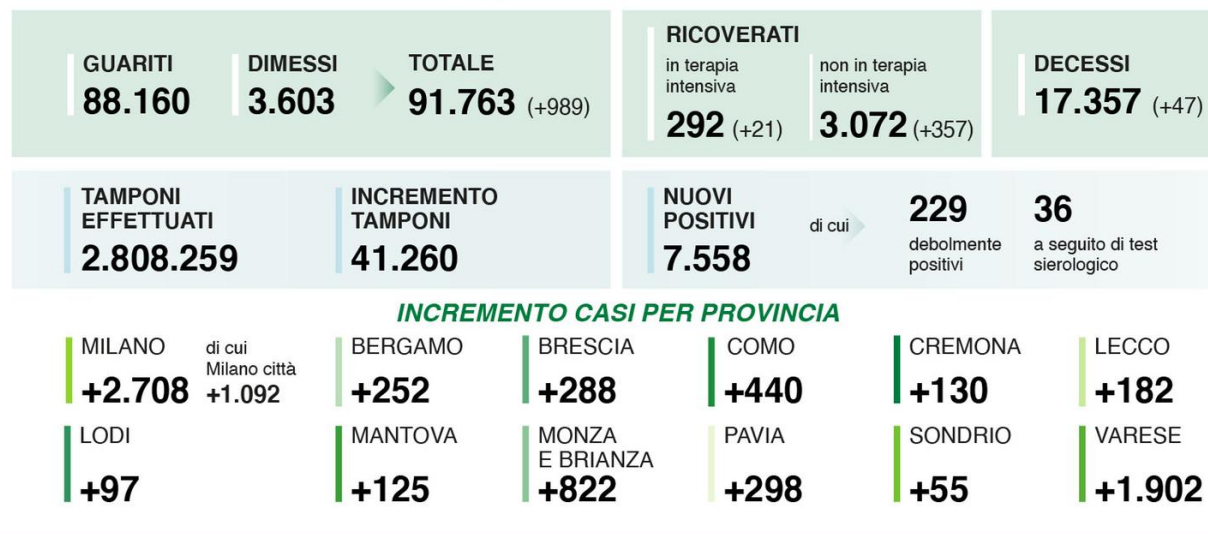 GUARITI
88.160
DIMESSI
3.603
TOTALE
91.763 (+989)
RICOVERATI
in terapia
intensiva
292 (+21)
non in terapia
intensiva
3.072 (+357)
DECESSI
17.357 (+47)
TAMPONI
EFFETTUATI
2.808.259
INCREMENTO
TAMPONI
41.260
NUOVI
POSITIVI
7.558
di cui
229
debolmente
positivi
36
a seguito di test
sierologico
INCREMENTO CASI PER PROVINCIA
MILANO
+2.708
di cui
Milano città
+1.092
BERGAMO
+252
BRESCIA
+288
COMO
+440
CREMONA
+130
LECCO
+182
LODI
+97
MANTOVA
+125
MONZA
E BRIANZA
+822
PAVIA
+298
SONDRIO
+55
VARESE
+1.902